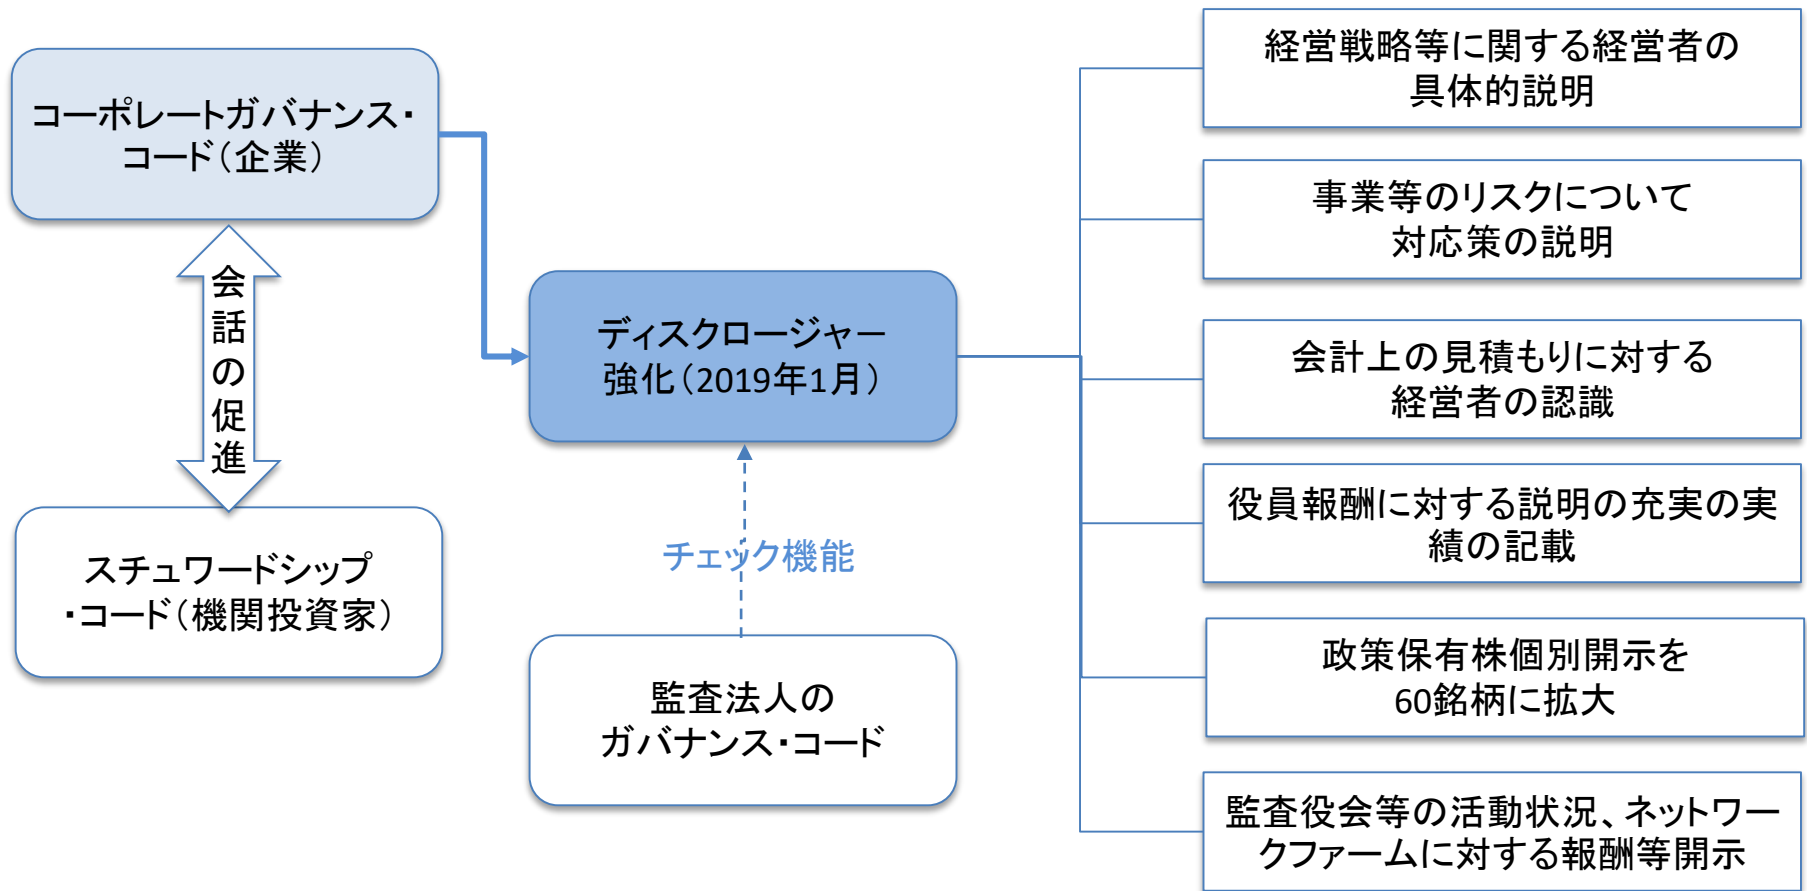 コーポレートガバナンス・
コード（企業）
会話の促進
スチュワードシップ
・コード（機関投資家）
ディスクロージャー
強化（2019年1月）
チェック機能
監査法人の
ガバナンス・コード
経営戦略等に関する経営者の
具体的説明
事業等のリスクについて
対応策の説明
会計上の見積もりに対する
経営者の認識
役員報酬に対する説明の充実の実
績の記載
政策保有株個別開示を
60銘柄に拡大
監査役会等の活動状況、ネットワー
クファームに対する報酬等開示